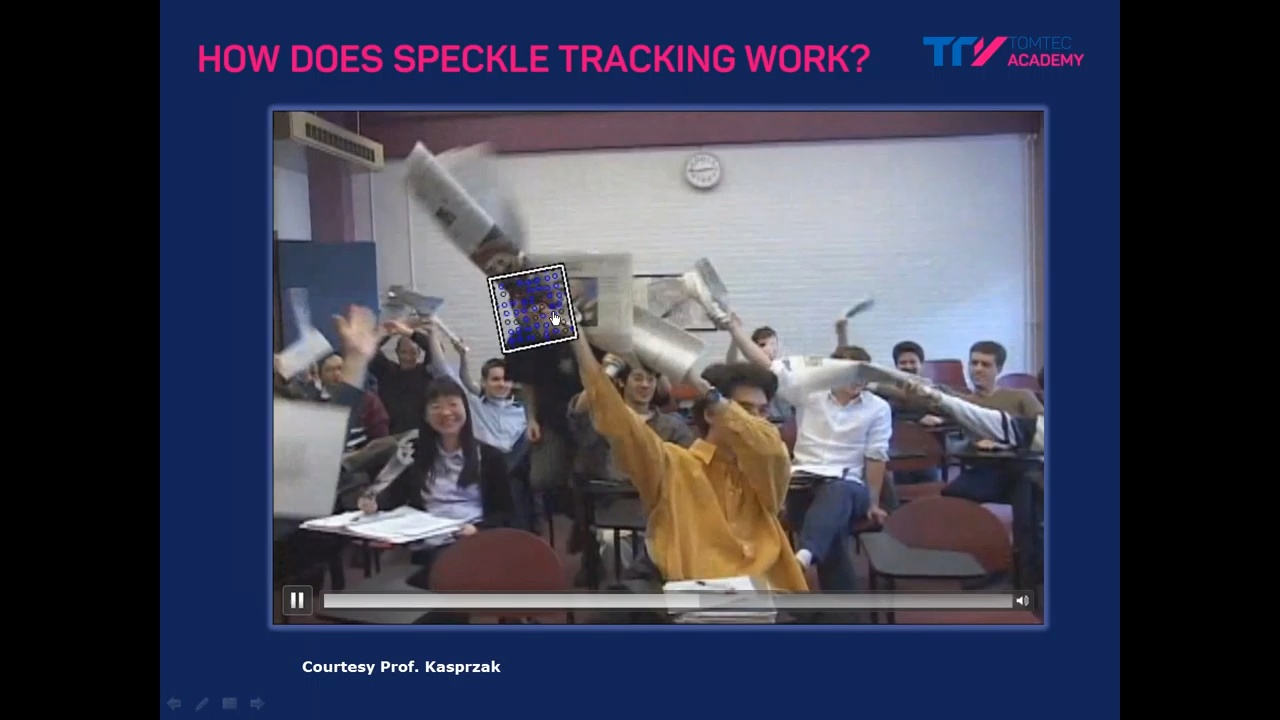 HOW DOES SPECKLE TRACKING WORK?
TOMTEC
ACADEMY
Courtesy Prof. Kasprzak